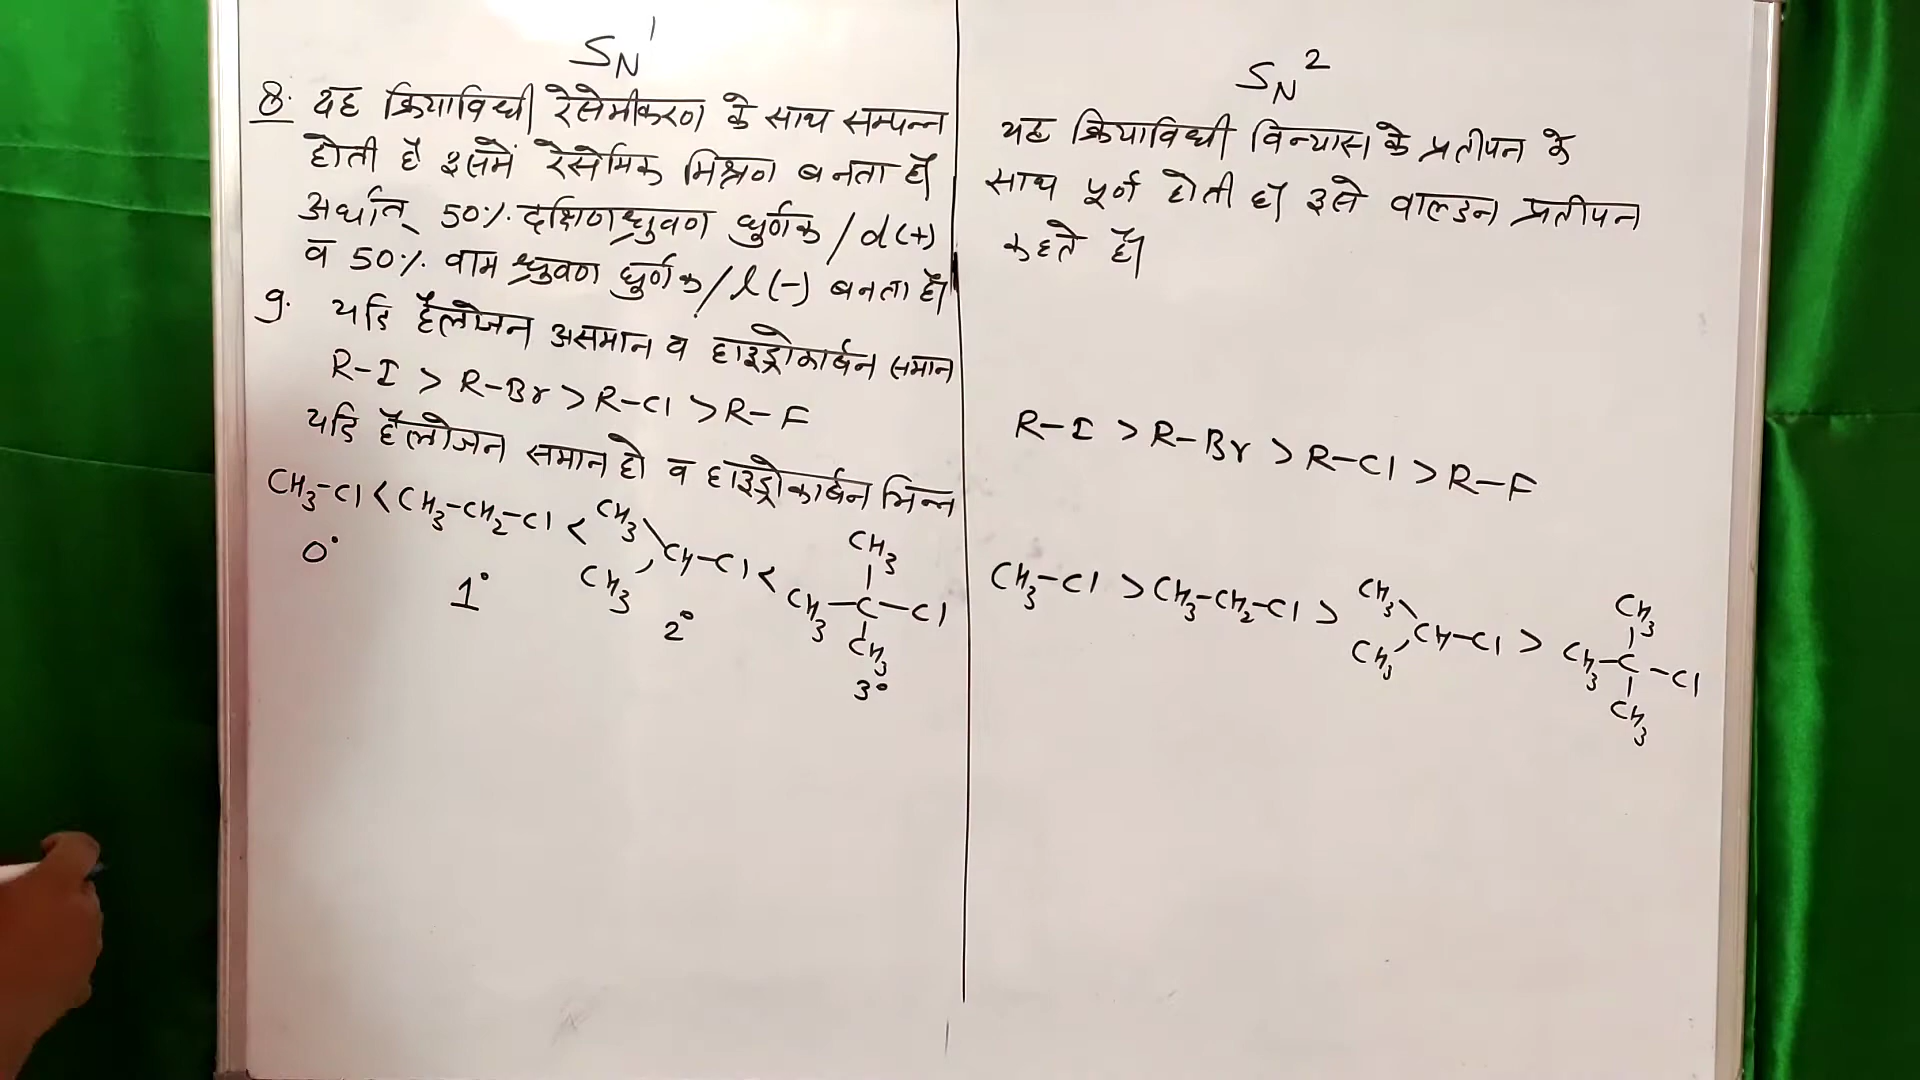 SN¹
8. यह क्रियाविधी रेसेमीकरण के साथ सम्पन्न
होती है इसमें रेसेमिक मिश्रण बनता है।
अर्थात् 50% दक्षिण ध्रुवण धुर्णक / d(+)
व 50% वाम ध्रुवण धुर्णक / l(-) बनता है।
9. यदि हैलोजन असमान व हाइड्रोकार्बन समान
R-I > R-Br > R-Cl > R-F
यदि हैलोजन समान हो व हाइड्रोकार्बन भिन्न
CH3-Cl < CH3-CH2-Cl < CH3 CH3 CH-Cl < CH3-C-Cl
CH3
CH3
0° 1° 2° 3°
SN²
यह क्रियाविधी विन्यास के प्रतीपन के
साथ पूर्ण होती है। इसे वाल्डन प्रतीपन
कहते है।
R-I > R-Br > R-Cl > R-F
CH3-Cl > CH3-CH2-Cl > CH3 CH3 CH-Cl > CH3-C-Cl
CH3
CH3